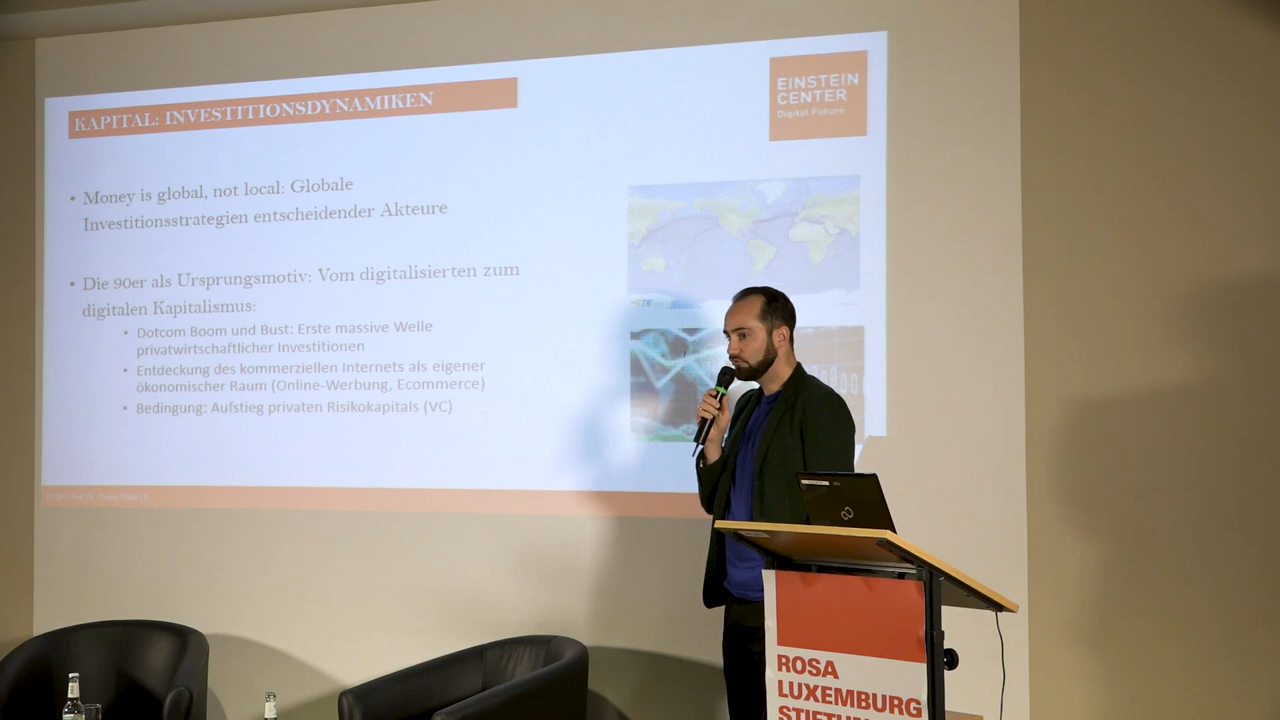 KAPITAL: INVESTITIONSDYNAMIKEN
EINSTEIN
CENTER
Digital Future
• Money is global, not local: Globale
Investitionsstrategien entscheidender Akteure
• Die 90er als Ursprungsmotiv: Vom digitalisierten zum
digitalen Kapitalismus:
• Dotcom Boom und Bust: Erste massive Welle
privatwirtschaftlicher Investitionen
• Entdeckung des kommerziellen Internets als eigener
ökonomischer Raum (Online-Werbung, Ecommerce)
• Bedingung: Aufstieg privaten Risikokapitals (VC)
ROSA
LUXEMBURG